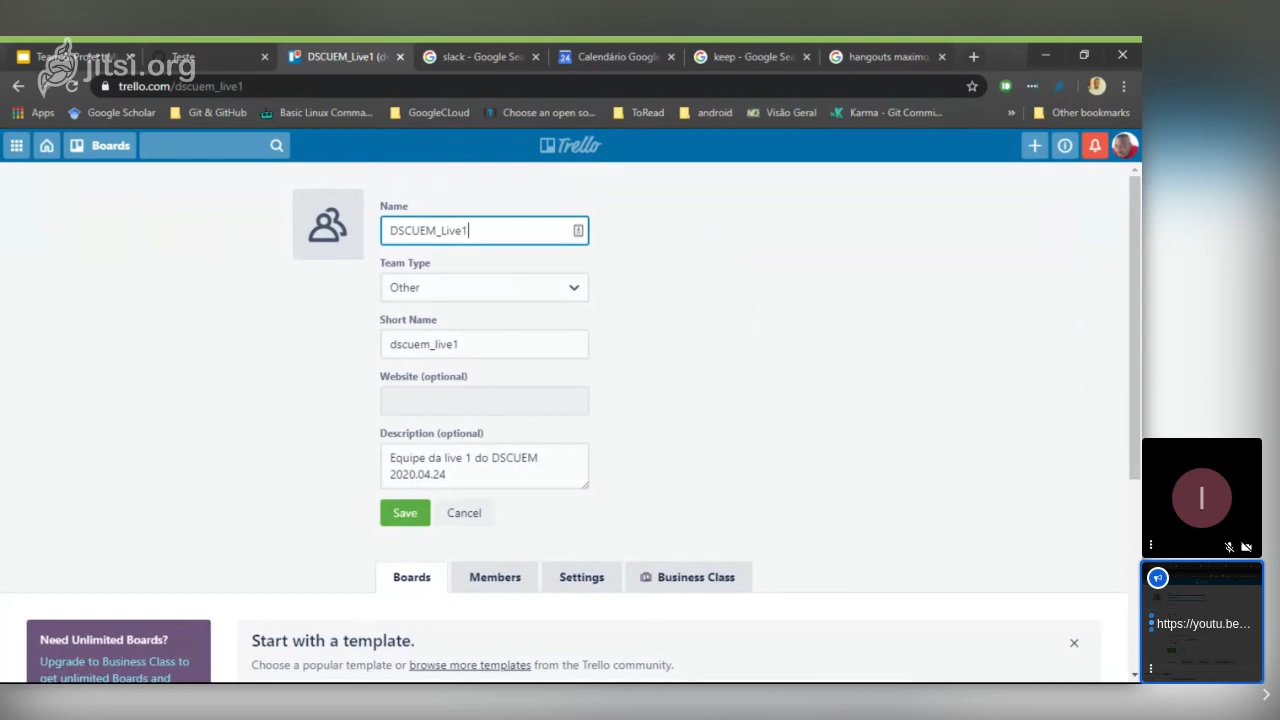 jitsi.org
Teste
DSCUEM_Live1 (ds
slack - Google Sea
Calendário Google
keep - Google Sea
hangouts maximo
trello.com/dscuem_live1
Apps
Google Scholar
Git & GitHub
Basic Linux Comma...
GoogleCLoud
Choose an open so...
ToRead
android
Visão Geral
Karma - Git Commi...
»
Other bookmarks
Boards
Trello
Name
DSCUEM_Live1
Team Type
Other
Short Name
dscuem_live1
Website (optional)
Description (optional)
Equipe da live 1 do DSCUEM
2020.04.24
Save
Cancel
Boards
Members
Settings
Business Class
Need Unlimited Boards?
Upgrade to Business Class to
get unlimited Boards and
Start with a template.
Choose a popular template or browse more templates from the Trello community.
I
https://youtu.be...